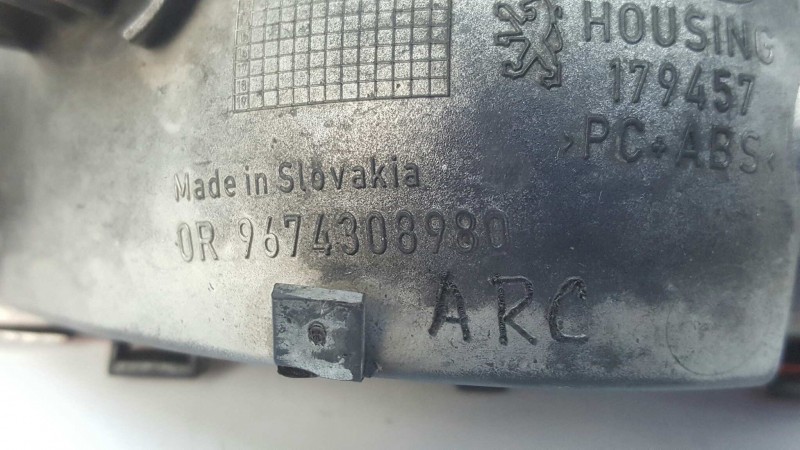 HOUSING
179457
>PC+ABS<
Made in Slovakia
OR 9674308980
ARC